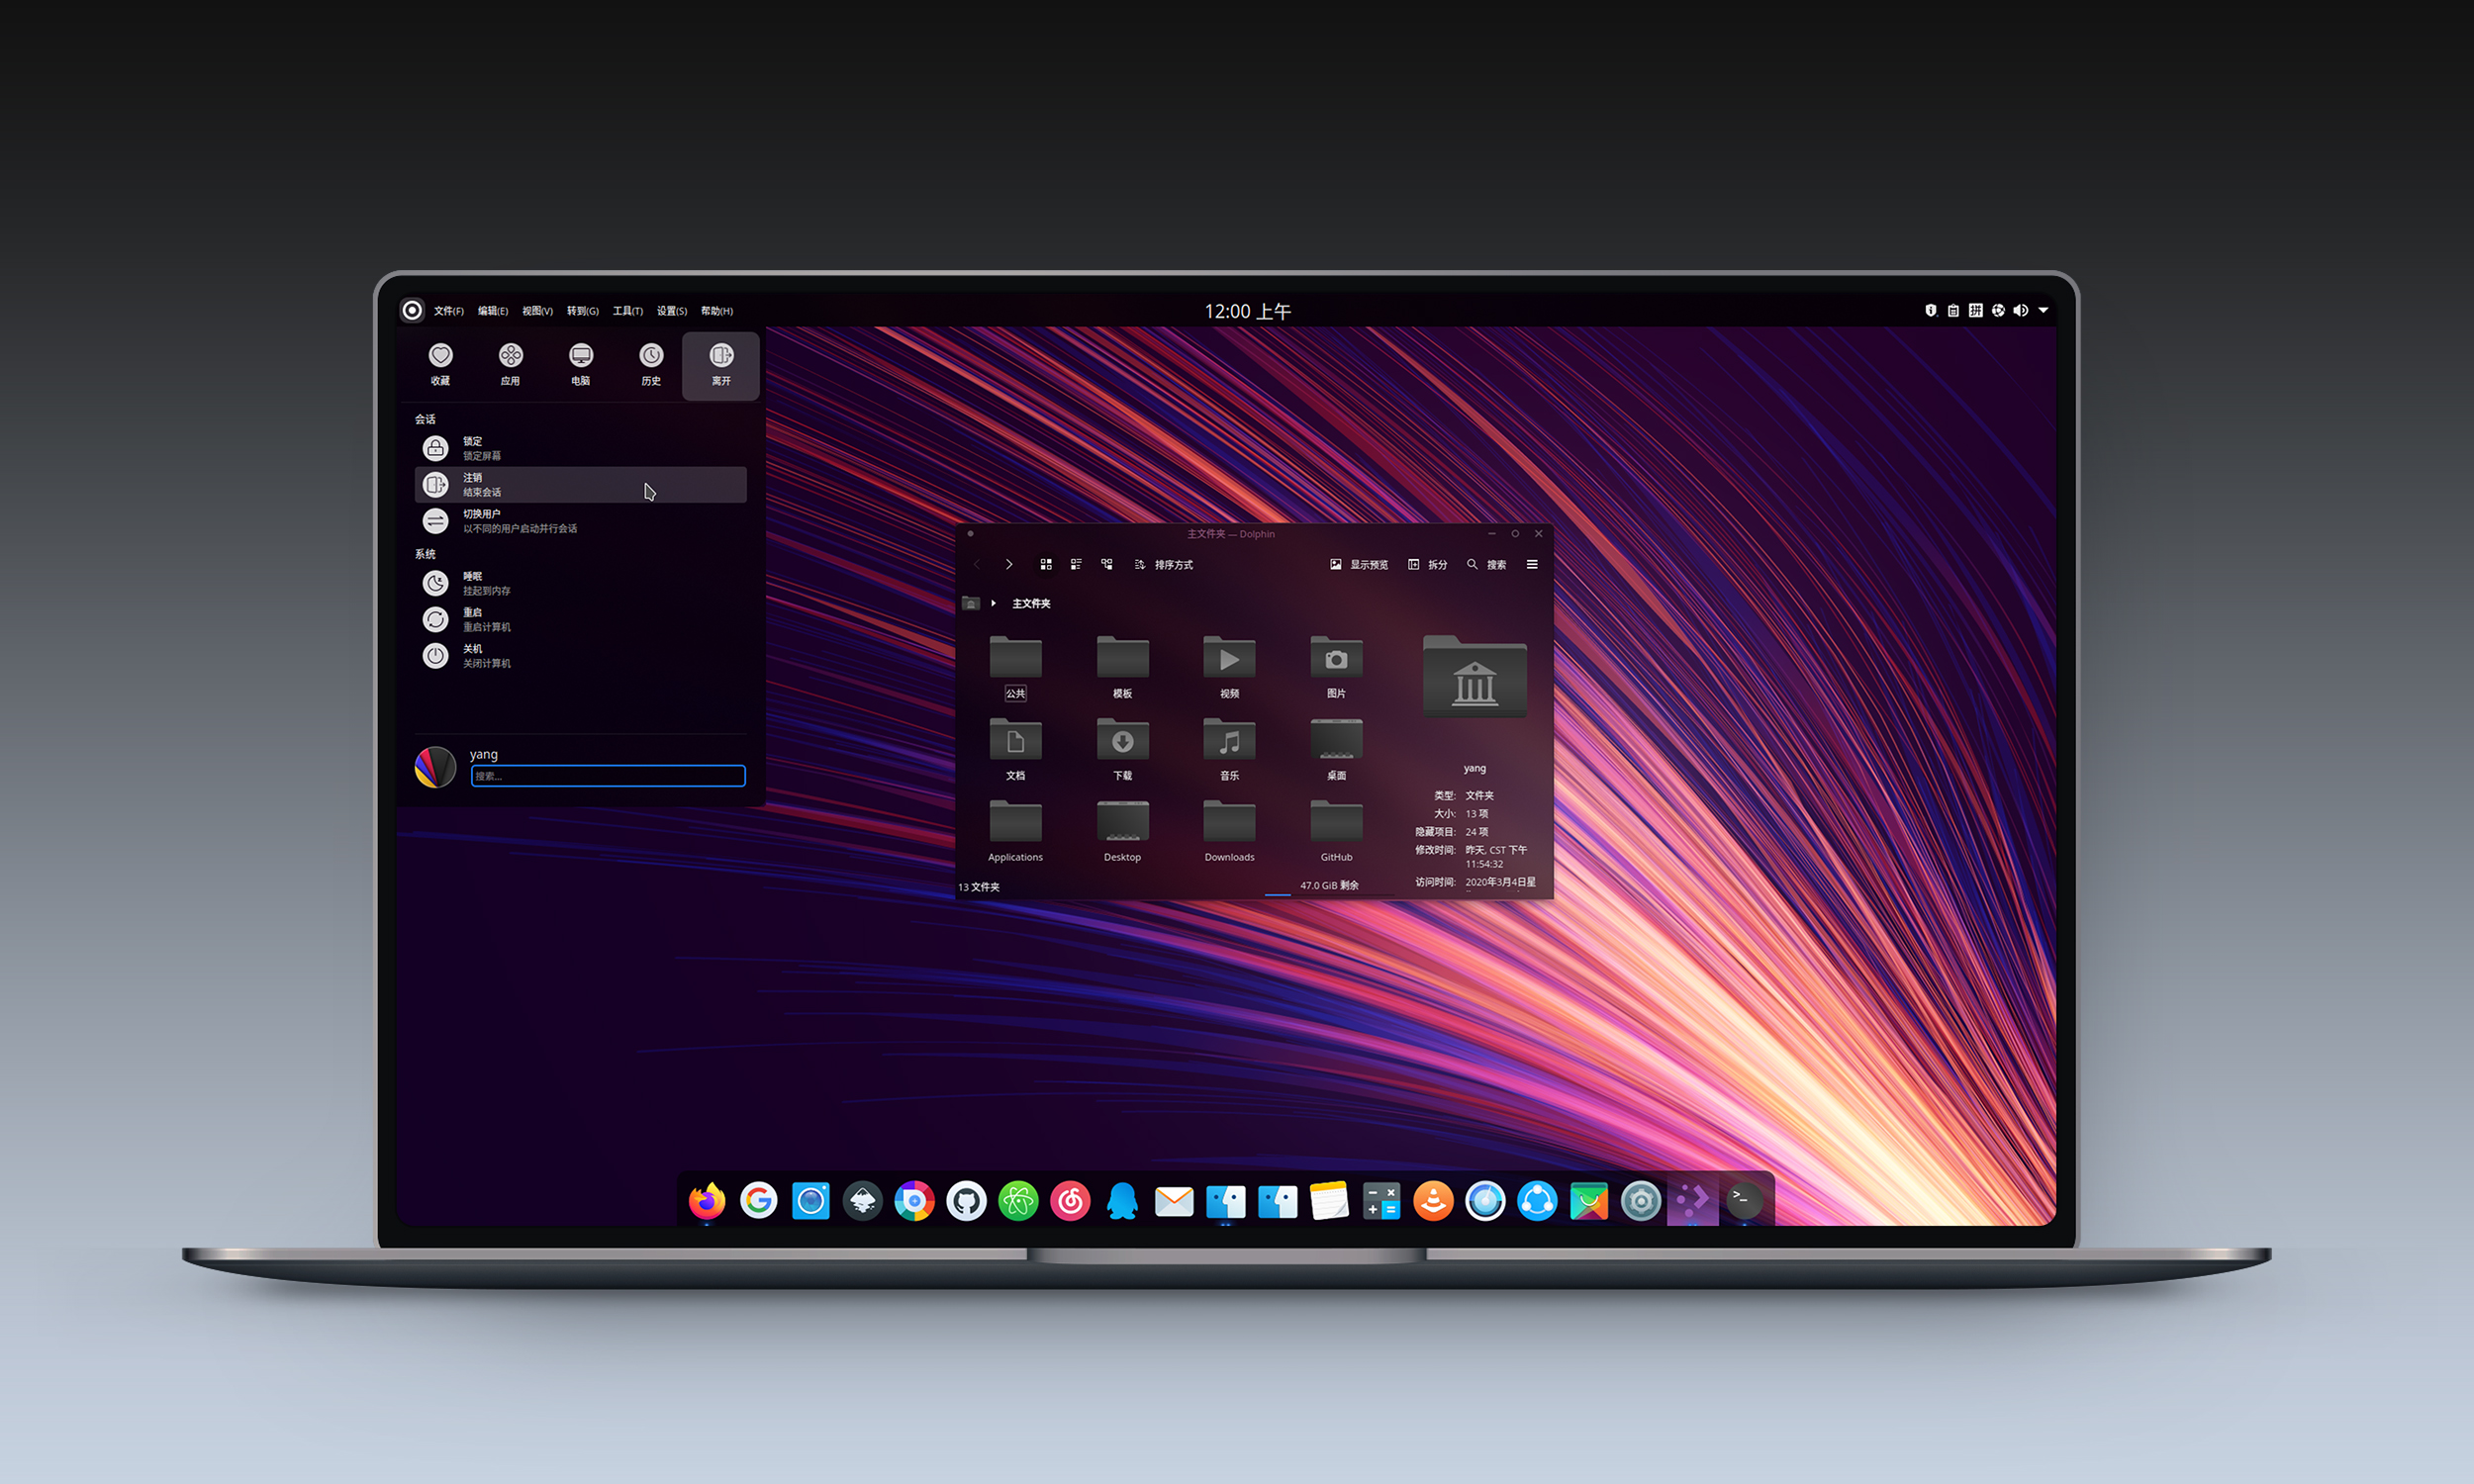 文件(F) 编辑(E) 视图(V) 转到(G) 工具(T) 设置(S) 帮助(H)
12:00 上午
拼
收藏 应用 电脑 历史 离开
会话
锁定
锁定屏幕
注销
结束会话
切换用户
以不同的用户启动并行会话
系统
睡眠
挂起到内存
重启
重启计算机
关机
关闭计算机
yang
搜索...
主文件夹 — Dolphin
排序方式 显示预览 拆分 搜索
主文件夹
公共 模板 视频 图片
文档 下载 音乐 桌面
Applications Desktop Downloads GitHub
13 文件夹
47.0 GiB 剩余
yang
类型: 文件夹
大小: 13 项
隐藏项目: 24 项
修改时间: 昨天, CST 下午
11:54:32
访问时间: 2020年3月4日星